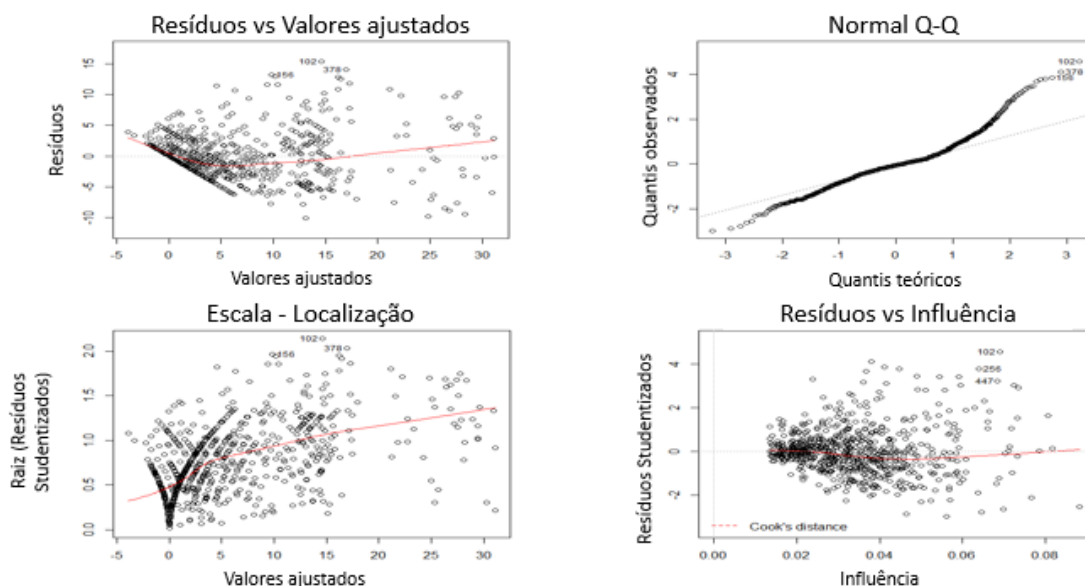 Resíduos vs Valores ajustados
Resíduos
15
10
5
0
-5
-10
102
378
156
-5 0 5 10 15 20 25 30
Valores ajustados
Normal Q-Q
Quantis observados
4
2
0
-2
102
378
156
-3 -2 -1 0 1 2 3
Quantis teóricos
Escala - Localização
Raiz (Resíduos
Studentizados)
2.0
1.5
1.0
0.5
0.0
102
378
156
-5 0 5 10 15 20 25 30
Valores ajustados
Resíduos vs Influência
Resíduos Studentizados
4
2
0
-2
102
256
447
Cook's distance
0.00 0.02 0.04 0.06 0.08
Influência